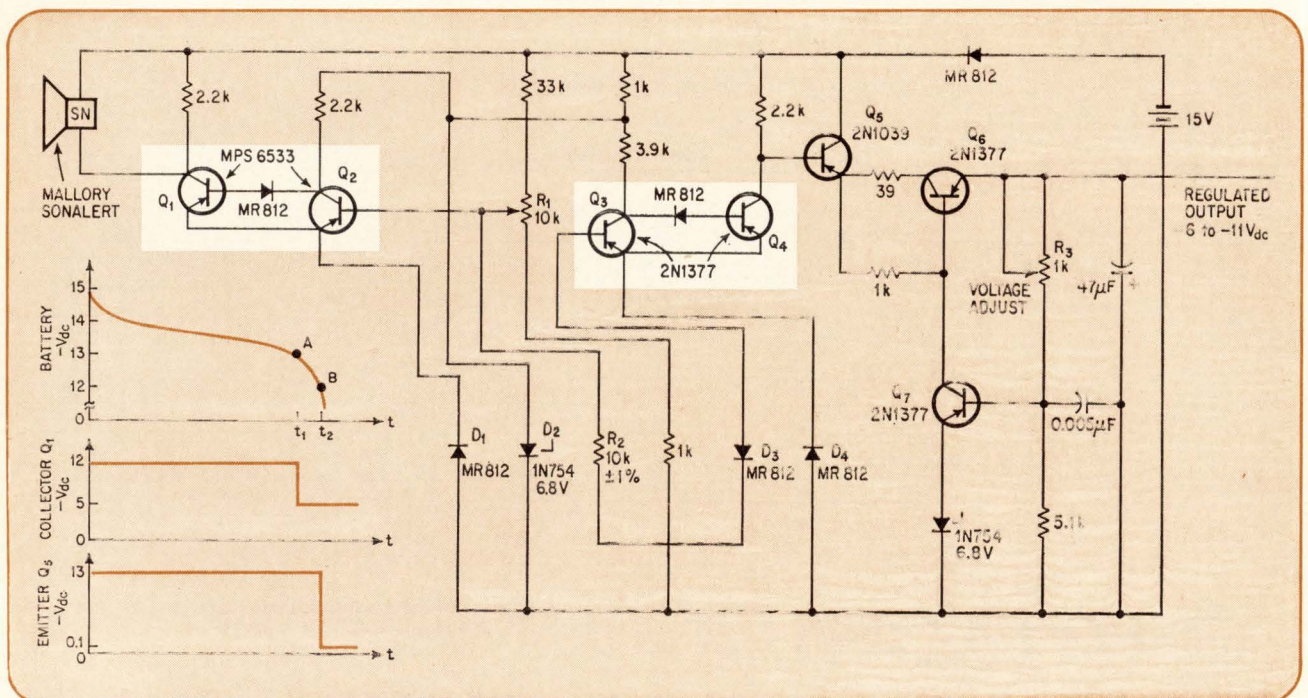 SN
MALLORY
SONALERT
2.2k
MPS 6533
2.2k
Q1
MR 812
Q2
33k
1k
3.9k
R1
10k
Q3
MR 812
Q4
2N1377
2.2k
Q5
2N1039
39
Q6
2N1377
MR 812
15V
REGULATED
OUTPUT
-6 to -11Vdc
1k
VOLTAGE
ADJUST
R3
1k
47µF
+
Q7
2N1377
0.005µF
5.1k
1N754
6.8V
D1
MR 812
D2
1N754
6.8V
R2
10k
±1%
1k
D3
MR 812
D4
MR 812
BATTERY
-Vdc
15
14
13
12
0
A
B
t1
t2
t
COLLECTOR Q1
-Vdc
12
5
0
t
EMITTER Q5
-Vdc
13
0.1
0
t